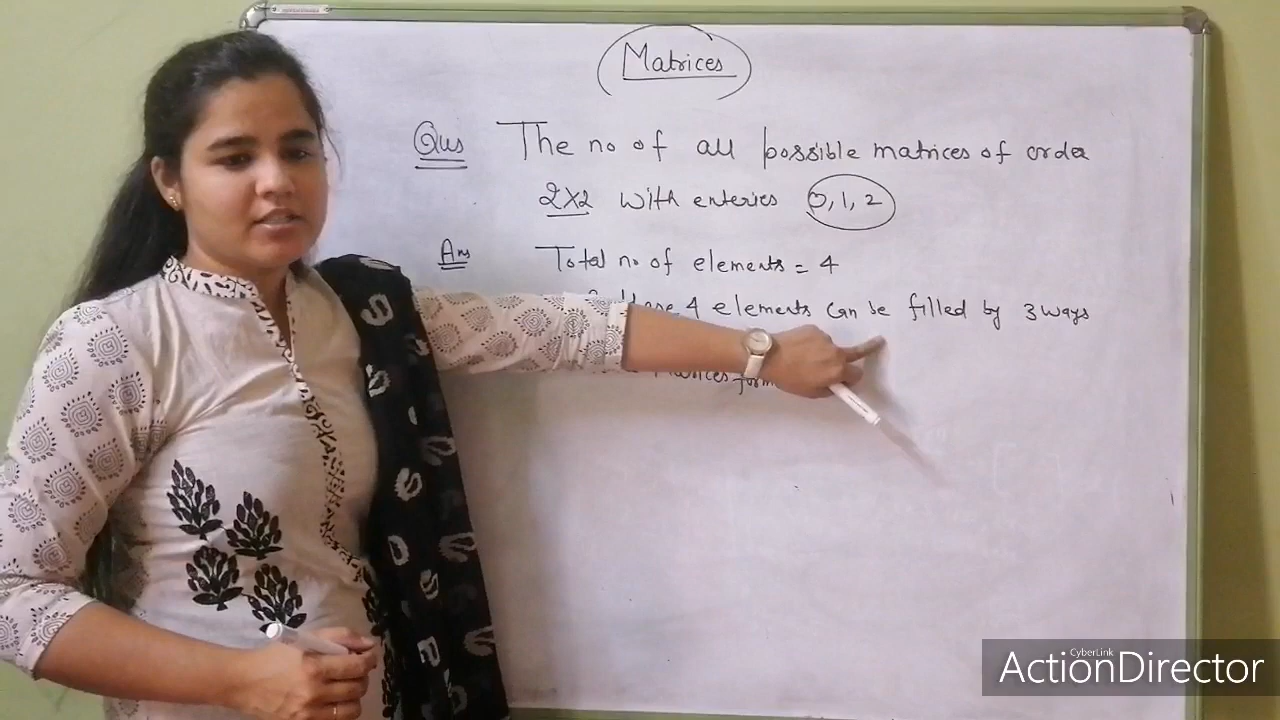 Matrices
Qus The no of all possible matrices of order
2x2 with enteries 0, 1, 2
Ans Total no of elements = 4
4 elements can be filled by 3 ways
CyberLink
ActionDirector